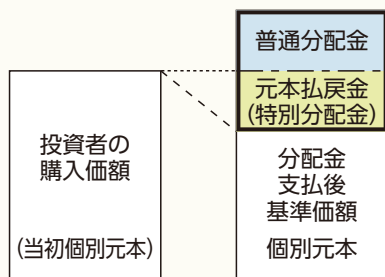 普通分配金
元本払戻金
(特別分配金)
投資者の
購入価額
(当初個別元本)
分配金
支払後
基準価額
個別元本